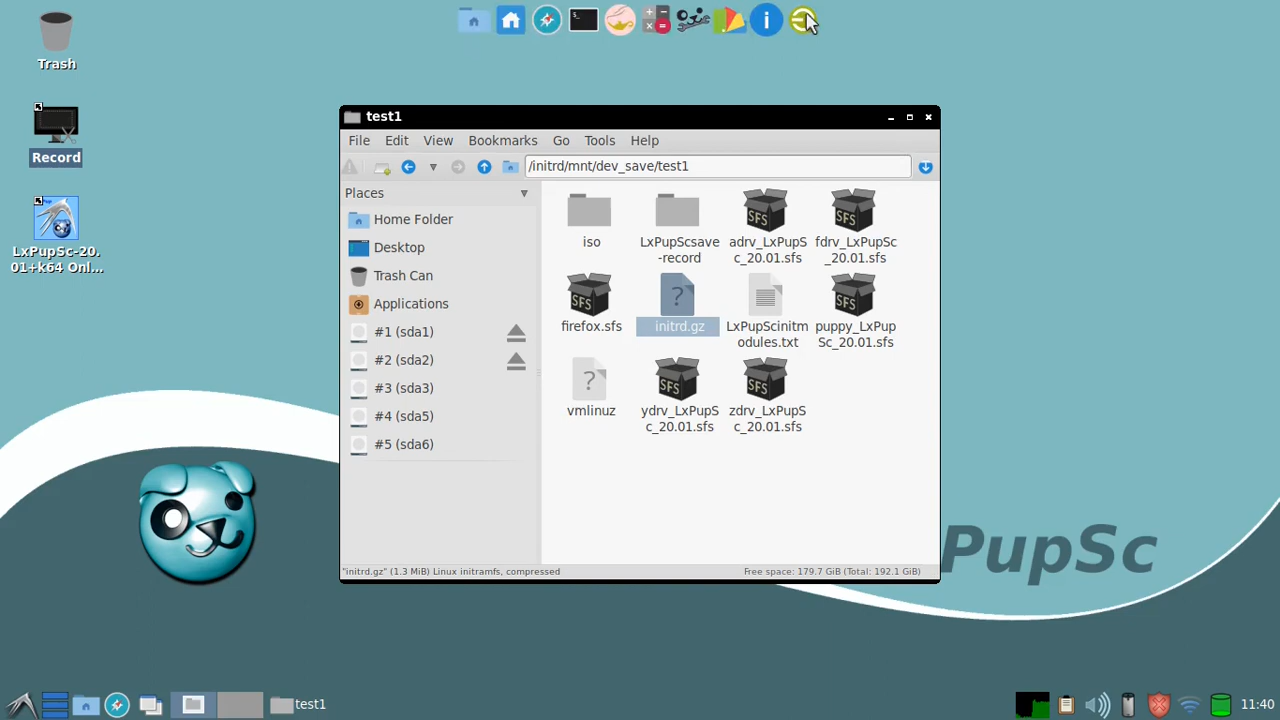 Trash
Record
LxPupSc-20.
01+k64 Onl...
test1
File Edit View Bookmarks Go Tools Help
/initrd/mnt/dev_save/test1
Places
Home Folder
Desktop
Trash Can
Applications
#1 (sda1)
#2 (sda2)
#3 (sda3)
#4 (sda5)
#5 (sda6)
iso
LxPupScsave
-record
adrv_LxPupS
c_20.01.sfs
fdrv_LxPupSc
_20.01.sfs
firefox.sfs
initrd.gz
LxPupScinitm
odules.txt
puppy_LxPup
Sc_20.01.sfs
vmlinuz
ydrv_LxPupS
c_20.01.sfs
zdrv_LxPupS
c_20.01.sfs
"initrd.gz" (1.3 MiB) Linux initramfs, compressed
Free space: 179.7 GiB (Total: 192.1 GiB)
PupSc
test1
11:40